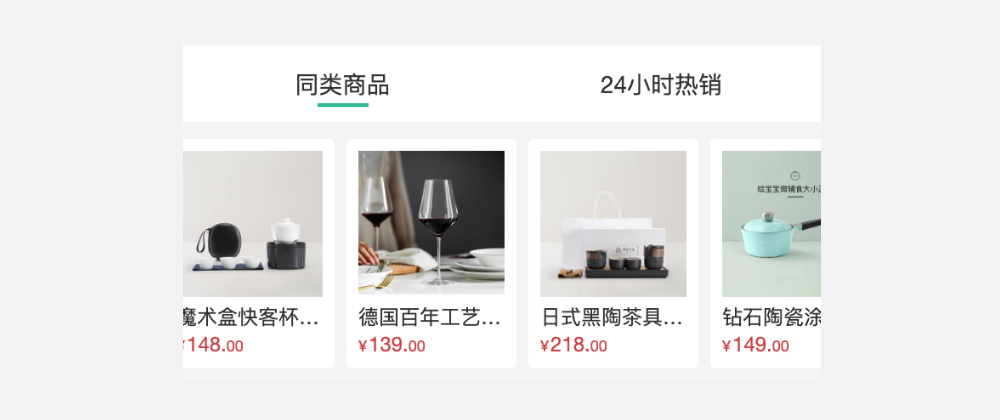 同类商品
24小时热销
魔术盒快客杯...
¥148.00
德国百年工艺...
¥139.00
日式黑陶茶具...
¥218.00
给宝宝做辅食大小
钻石陶瓷涂
¥149.00